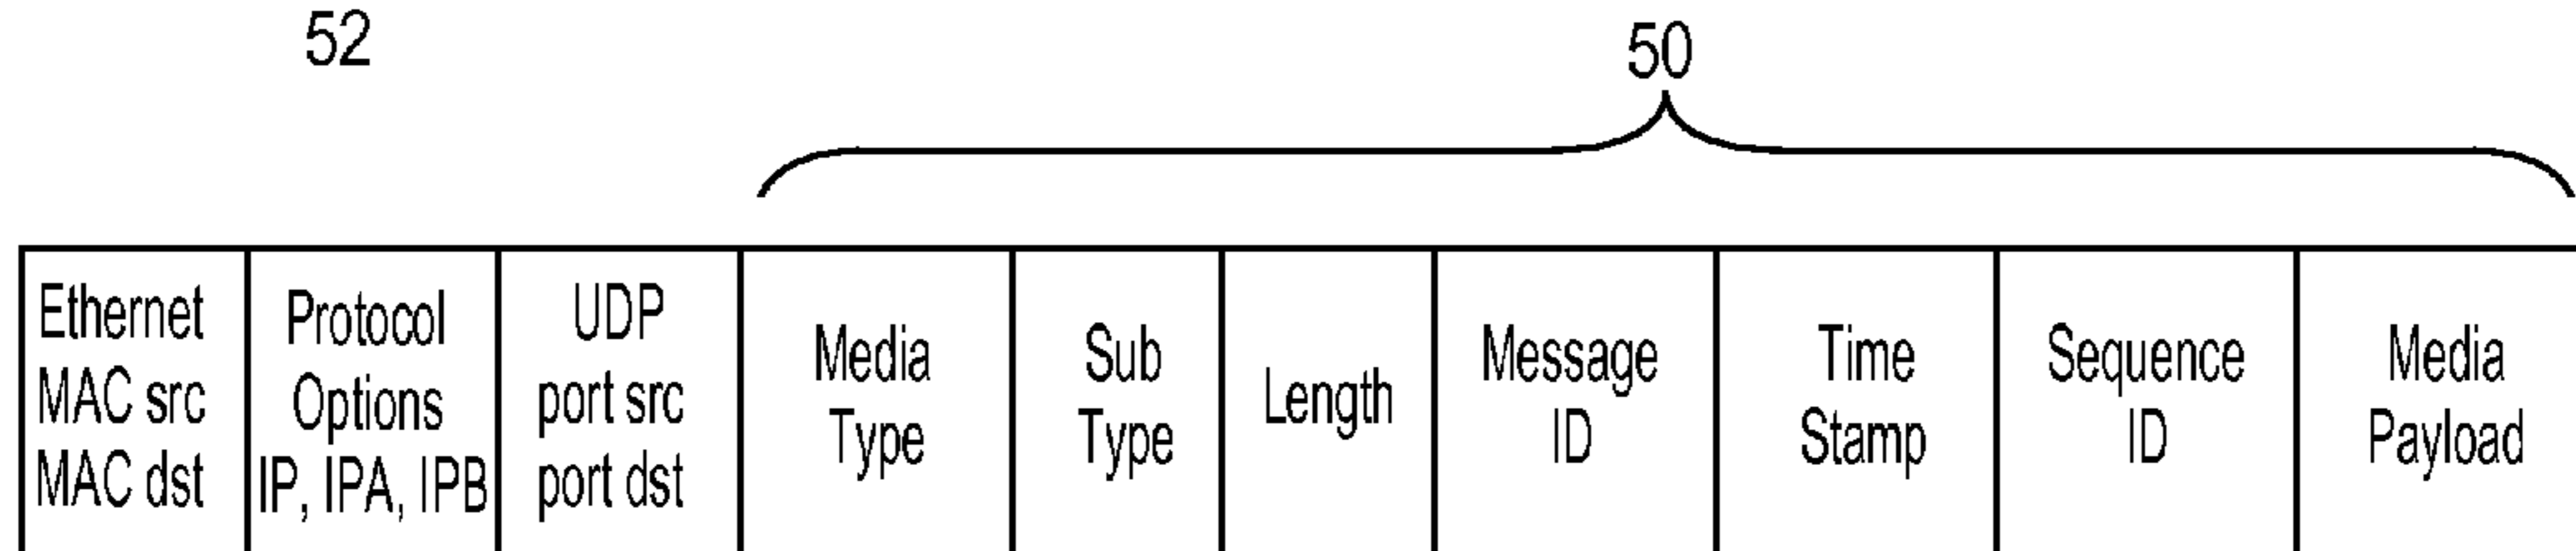 52
50
Ethernet
MAC src
MAC dst
Protocol
Options
IP, IPA, IPB
UDP
port src
port dst
Media
Type
Sub
Type
Length
Message
ID
Time
Stamp
Sequence
ID
Media
Payload